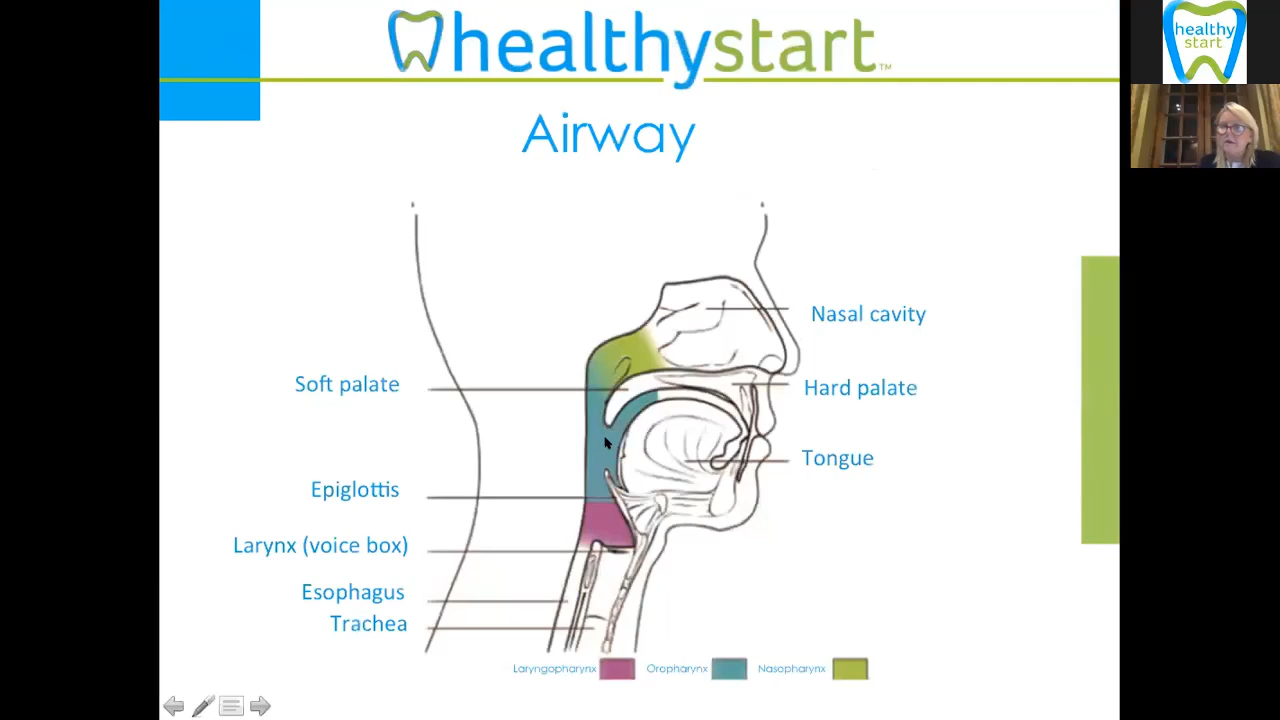 healthystart™
healthy
start
Airway
Nasal cavity
Soft palate
Hard palate
Tongue
Epiglottis
Larynx (voice box)
Esophagus
Trachea
Laryngopharynx Oropharynx Nasopharynx